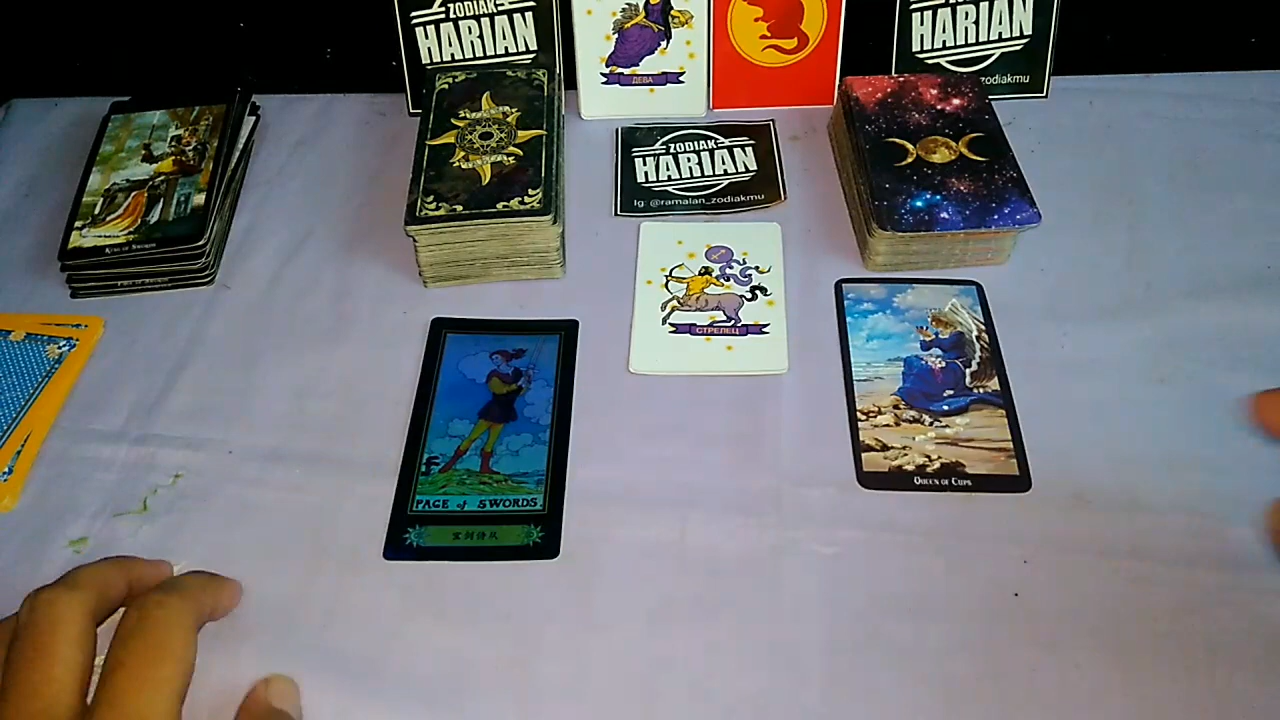 ZODIAK
HARIAN
ДЕВА
HARIAN
zodiakmu
ZODIAK
HARIAN
Ig: @ramalan_zodiakmu
KING OF SWORDS
СТРЕЛЕЦ
PAGE of SWORDS.
QUEEN OF CUPS